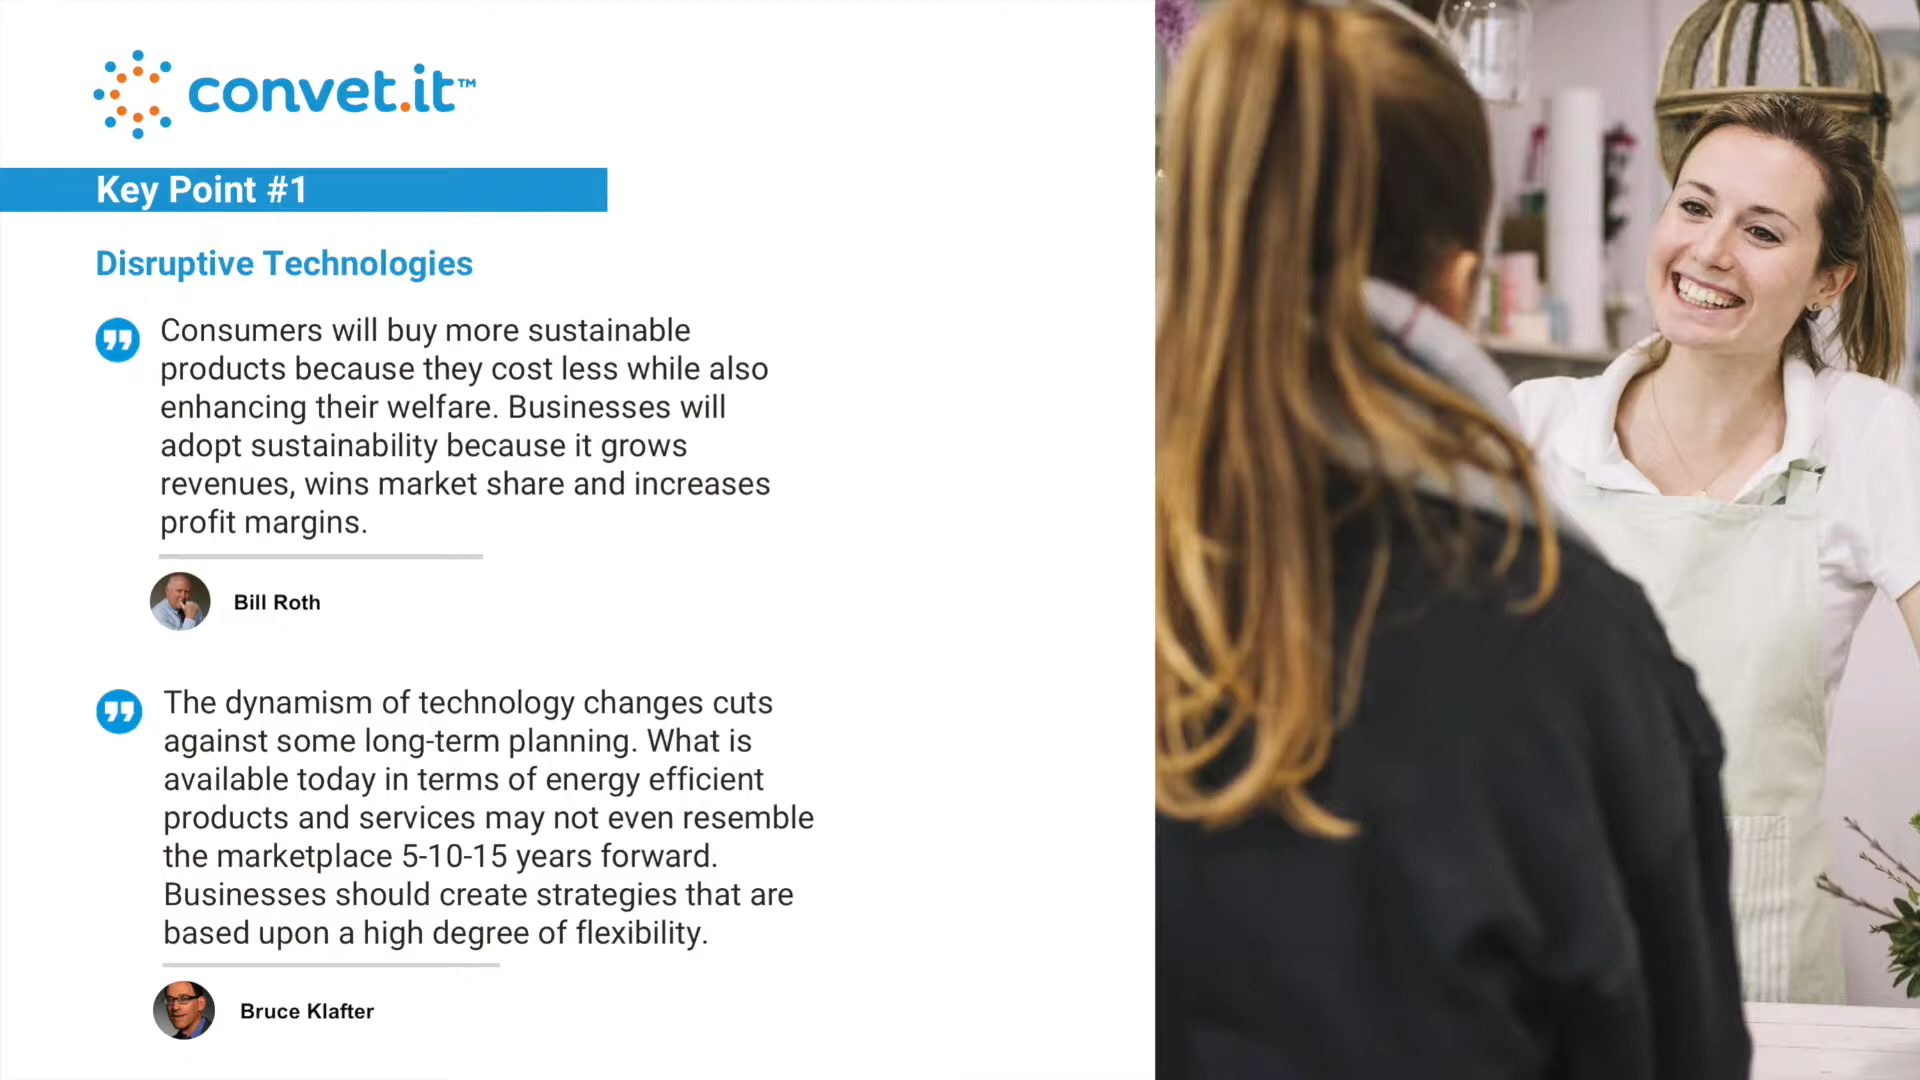 convet.it™
Key Point #1
Disruptive Technologies
Consumers will buy more sustainable
products because they cost less while also
enhancing their welfare. Businesses will
adopt sustainability because it grows
revenues, wins market share and increases
profit margins.
Bill Roth
The dynamism of technology changes cuts
against some long-term planning. What is
available today in terms of energy efficient
products and services may not even resemble
the marketplace 5-10-15 years forward.
Businesses should create strategies that are
based upon a high degree of flexibility.
Bruce Klafter